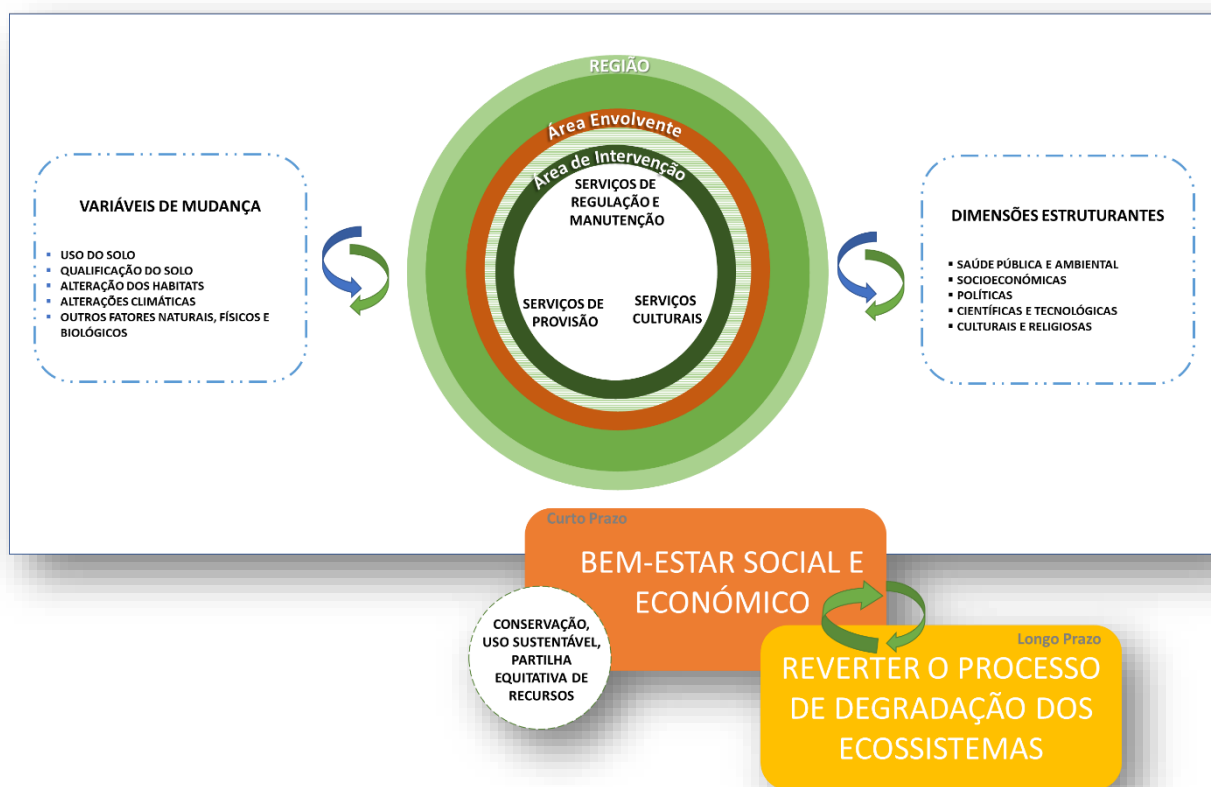 REGIÃO
Área Envolvente
Área de Intervenção
SERVIÇOS DE
REGULAÇÃO E
MANUTENÇÃO
SERVIÇOS DE
PROVISÃO
SERVIÇOS
CULTURAIS
VARIÁVEIS DE MUDANÇA
▪ USO DO SOLO
▪ QUALIFICAÇÃO DO SOLO
▪ ALTERAÇÃO DOS HABITATS
▪ ALTERAÇÕES CLIMÁTICAS
▪ OUTROS FATORES NATURAIS, FÍSICOS E
BIOLÓGICOS
DIMENSÕES ESTRUTURANTES
▪ SAÚDE PÚBLICA E AMBIENTAL
▪ SOCIOECONÓMICAS
▪ POLÍTICAS
▪ CIENTÍFICAS E TECNOLÓGICAS
▪ CULTURAIS E RELIGIOSAS
Curto Prazo
BEM-ESTAR SOCIAL E
ECONÓMICO
CONSERVAÇÃO,
USO SUSTENTÁVEL,
PARTILHA
EQUITATIVA DE
RECURSOS
Longo Prazo
REVERTER O PROCESSO
DE DEGRADAÇÃO DOS
ECOSSISTEMAS